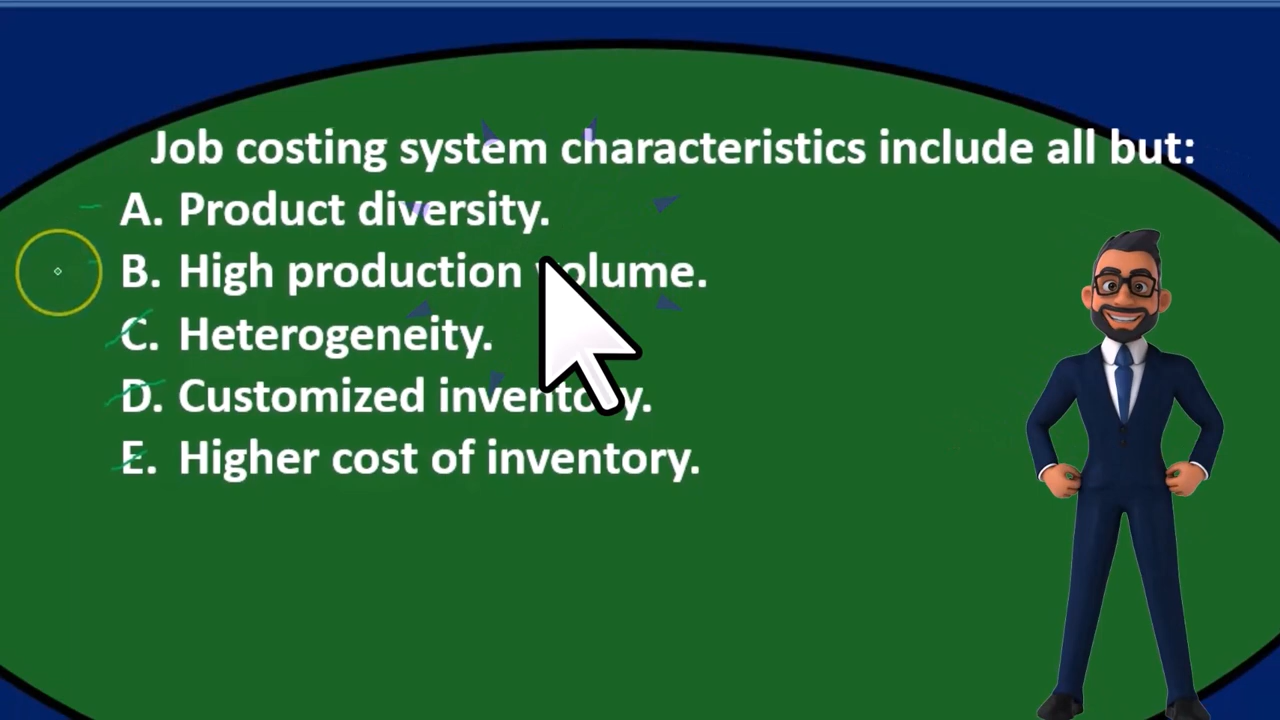 Job costing system characteristics include all but:
A. Product diversity.
B. High production volume.
C. Heterogeneity.
D. Customized inventory.
E. Higher cost of inventory.